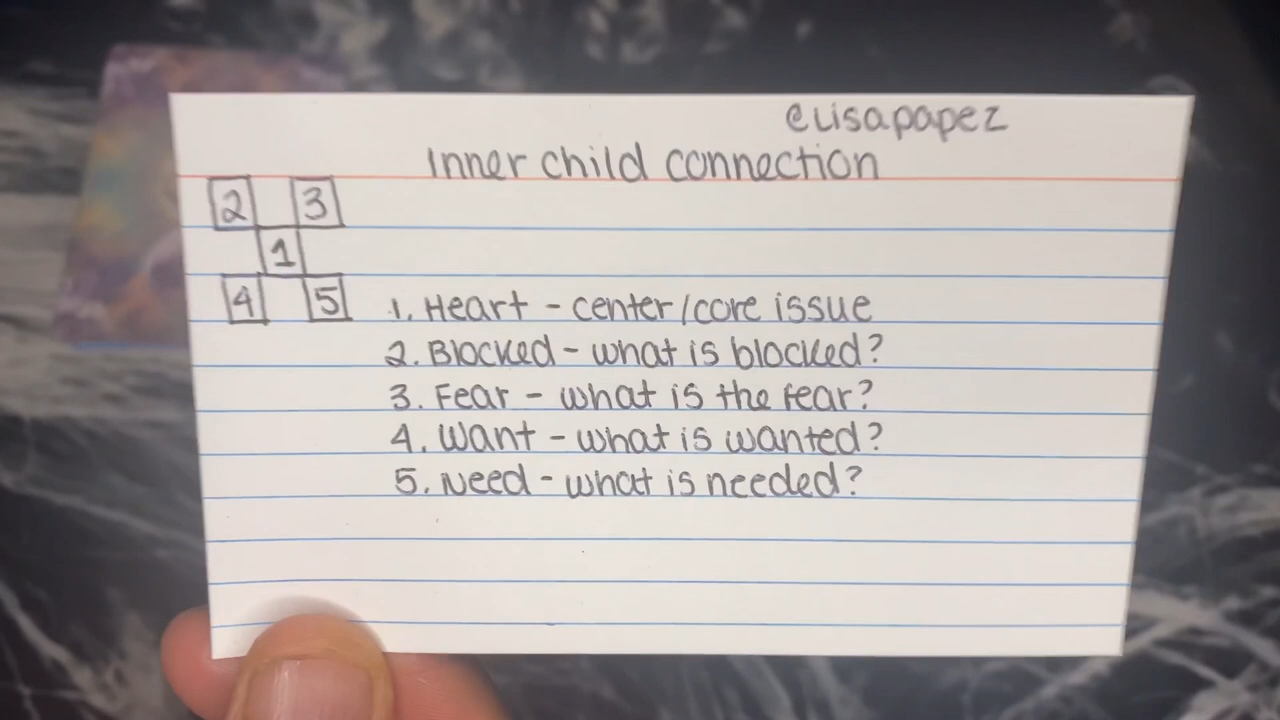 @lisapapez
Inner child connection
2 3
1
4 5
1. Heart - center/core issue
2. Blocked - what is blocked?
3. Fear - what is the fear?
4. Want - what is wanted?
5. Need - what is needed?